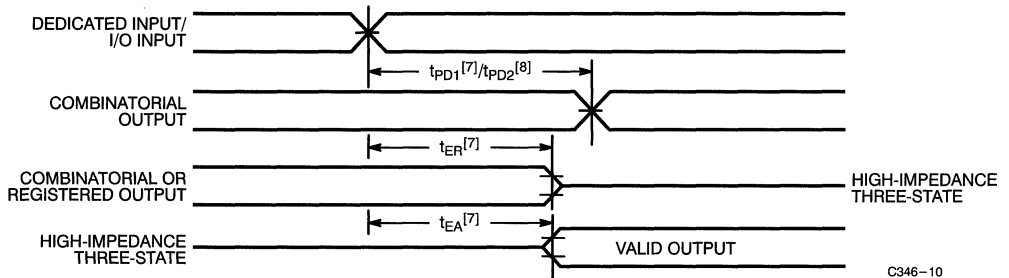 DEDICATED INPUT/
I/O INPUT
tPD1[7]/tPD2[8]
COMBINATORIAL
OUTPUT
tER[7]
COMBINATORIAL OR
REGISTERED OUTPUT
HIGH-IMPEDANCE
THREE-STATE
tEA[7]
HIGH-IMPEDANCE
THREE-STATE
VALID OUTPUT
C346–10